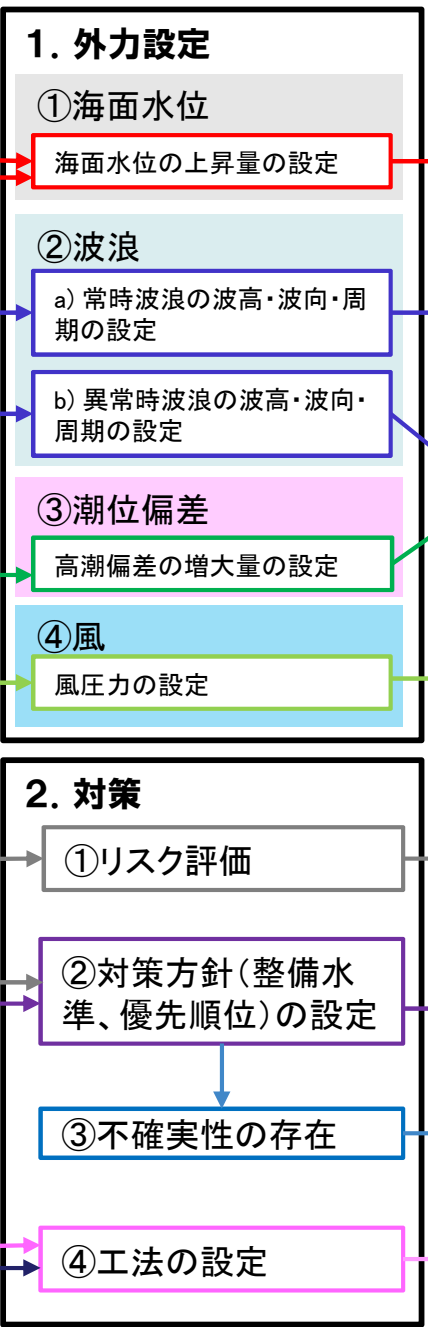 1．外力設定
①海面水位
海面水位の上昇量の設定
②波浪
a）常時波浪の波高・波向・周
期の設定
b）異常時波浪の波高・波向・
周期の設定
③潮位偏差
高潮偏差の増大量の設定
④風
風圧力の設定
2．対策
①リスク評価
②対策方針（整備水
準、優先順位）の設定
③不確実性の存在
④工法の設定